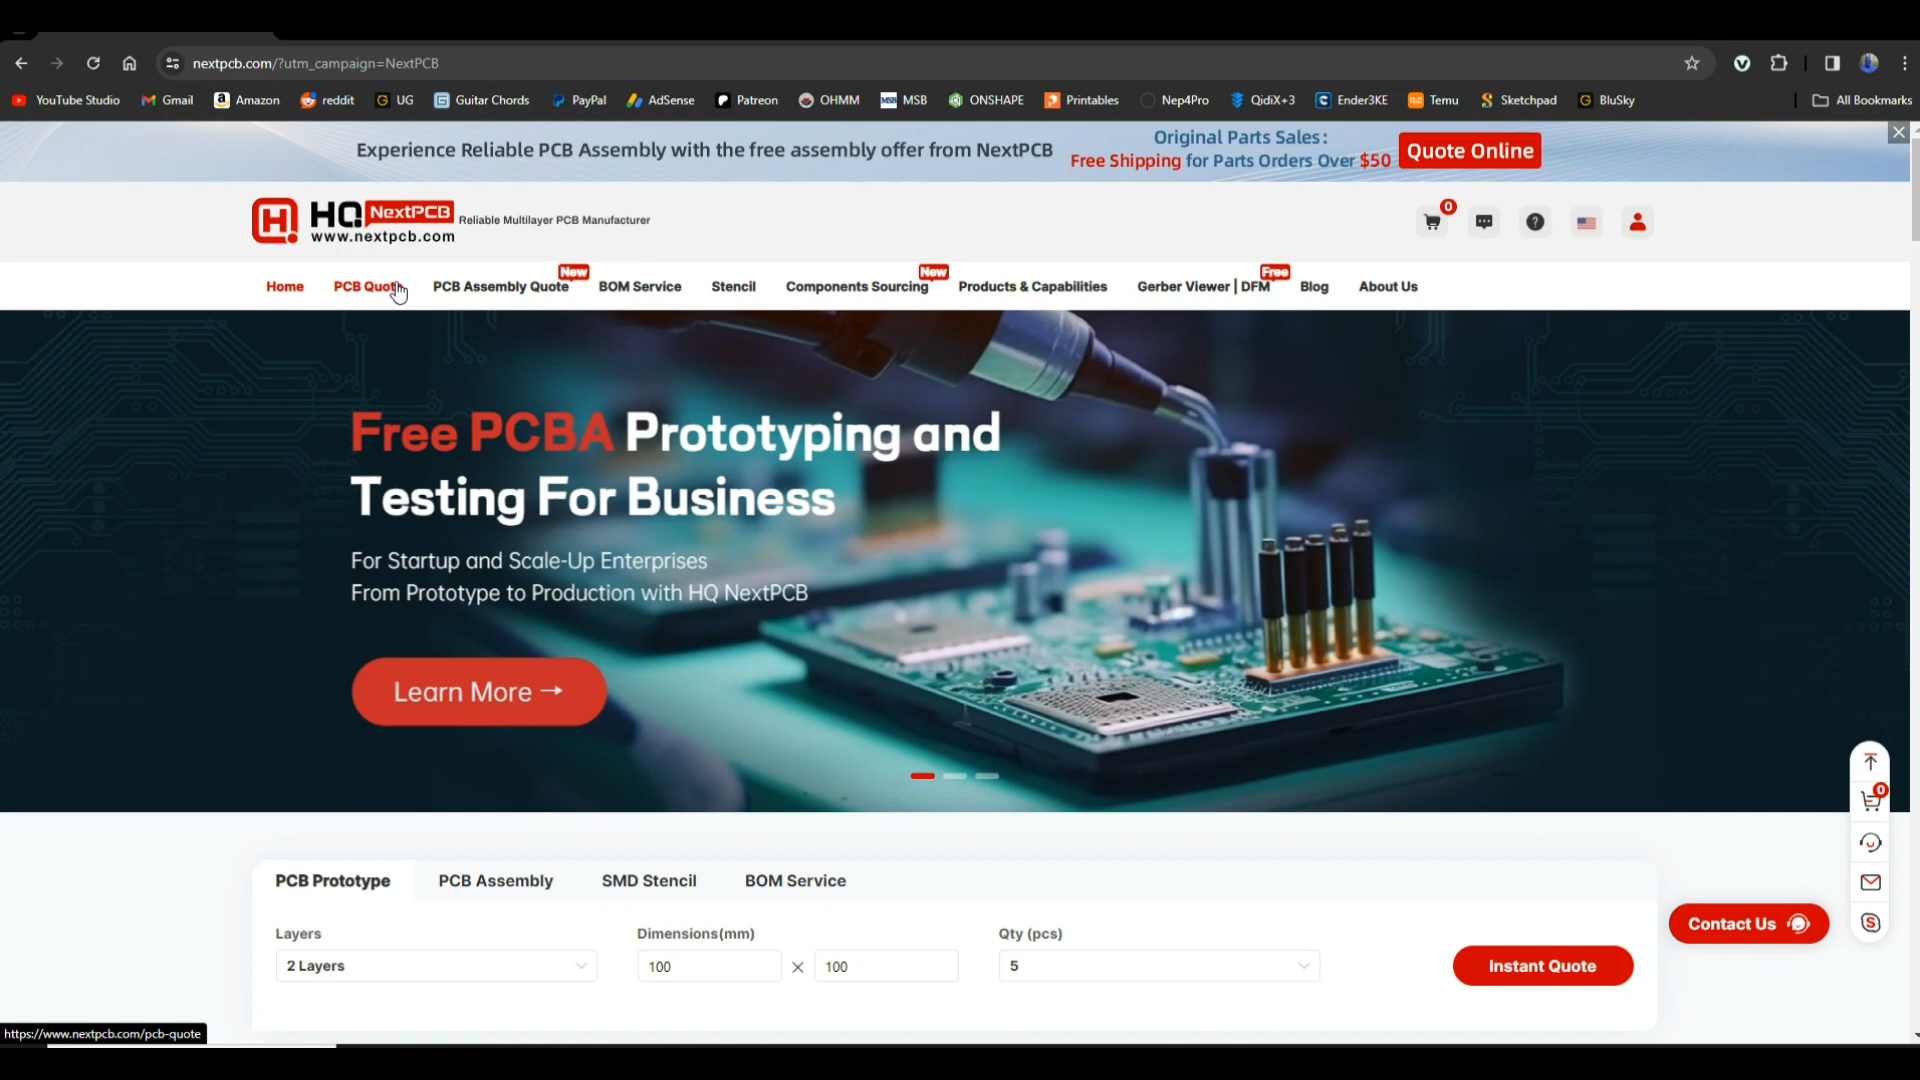 nextpcb.com/?utm_campaign=NextPCB
YouTube Studio Gmail Amazon reddit UG Guitar Chords PayPal AdSense Patreon OHMM MSB ONSHAPE Printables Nep4Pro QidiX+3 Ender3KE Temu Sketchpad BluSky All Bookmarks
Experience Reliable PCB Assembly with the free assembly offer from NextPCB
Original Parts Sales:
Free Shipping for Parts Orders Over $50
Quote Online
HQ NextPCB
www.nextpcb.com
Reliable Multilayer PCB Manufacturer
0
New New Free
Home PCB Quote PCB Assembly Quote BOM Service Stencil Components Sourcing Products & Capabilities Gerber Viewer | DFM Blog About Us
Free PCBA Prototyping and
Testing For Business
For Startup and Scale-Up Enterprises
From Prototype to Production with HQ NextPCB
Learn More →
0
PCB Prototype PCB Assembly SMD Stencil BOM Service
Layers Dimensions(mm) Qty (pcs)
2 Layers 100 × 100 5
Instant Quote
Contact Us
https://www.nextpcb.com/pcb-quote